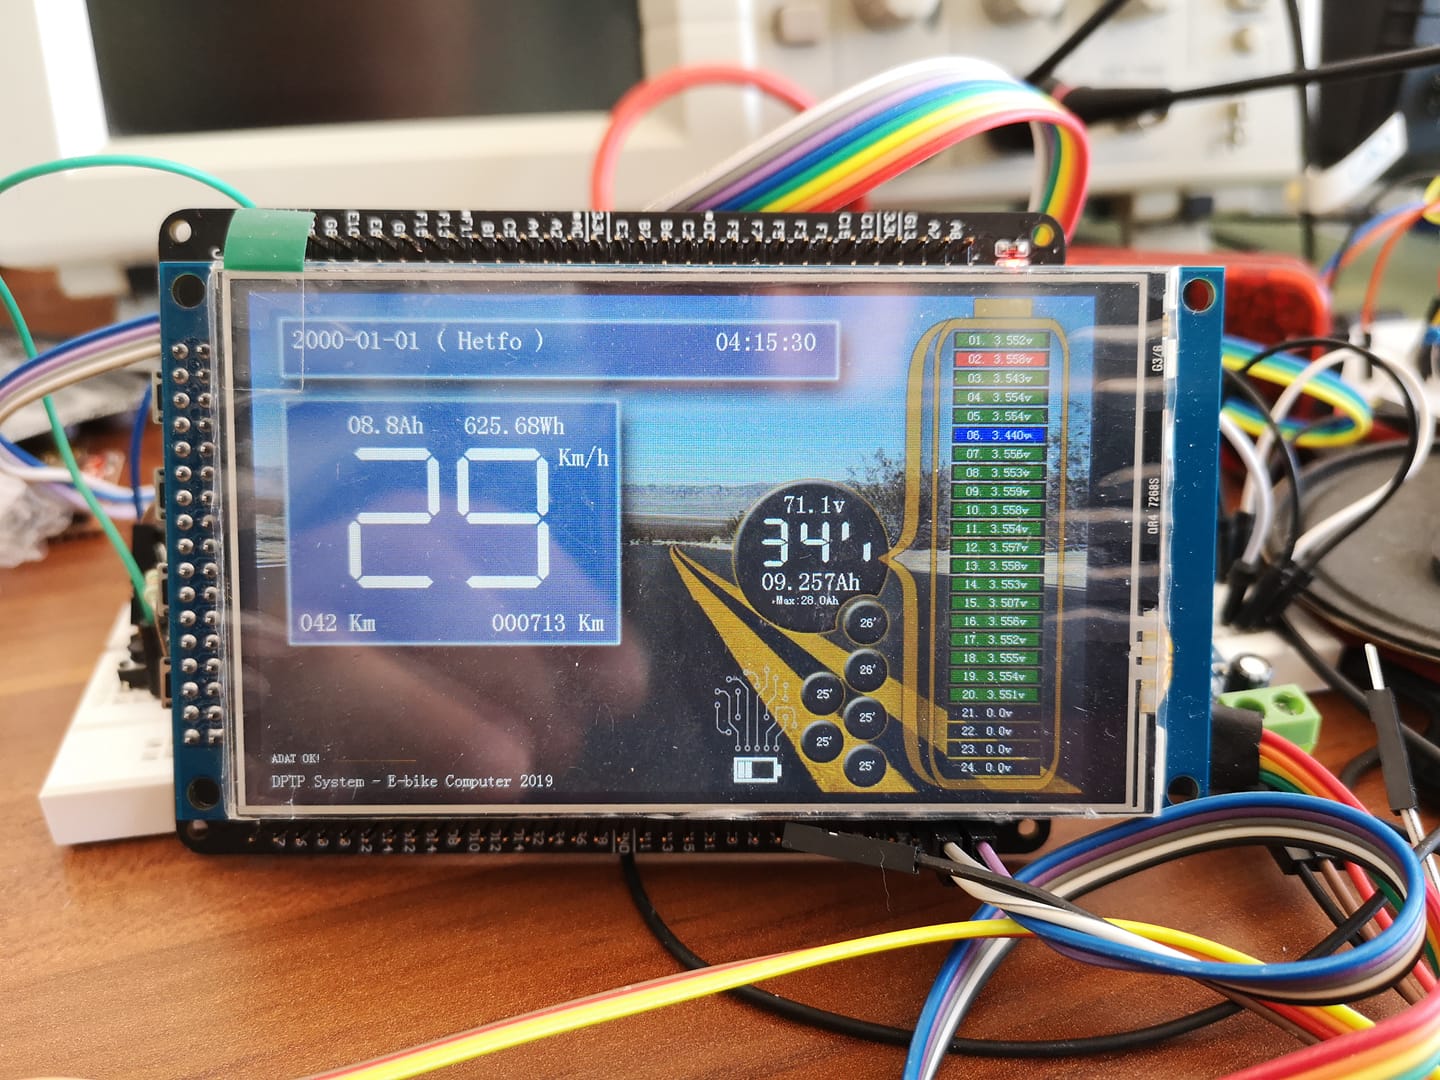 2000-01-01 ( Hetfo )
04:15:30
08.8Ah
625.68Wh
29
Km/h
042 Km
000713 Km
71.1v
34
09.257Ah
Max:28.0Ah
26'
26'
25'
25'
25'
25'
01. 3.552v
02. 3.558v
03. 3.543v
04. 3.554v
05. 3.554v
06. 3.440v
07. 3.556v
08. 3.553v
09. 3.559v
10. 3.558v
11. 3.554v
12. 3.557v
13. 3.558v
14. 3.553v
15. 3.507v
16. 3.556v
17. 3.552v
18. 3.555v
19. 3.554v
20. 3.551v
21. 0.0v
22. 0.0v
23. 0.0v
24. 0.0v
ADAT OK!
DPTP System - E-bike Computer 2019